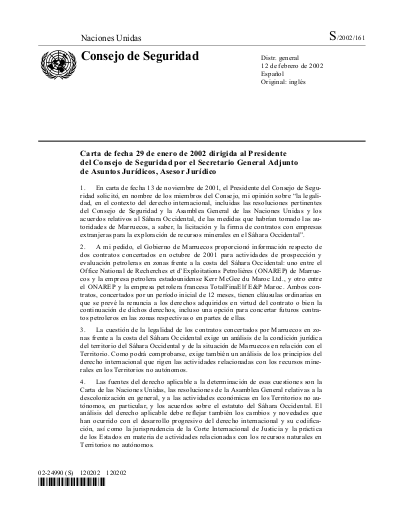 Naciones Unidas
S/2002/161
Consejo de Seguridad
Distr. general
12 de febrero de 2002
Español
Original: inglés
Carta de fecha 29 de enero de 2002 dirigida al Presidente
del Consejo de Seguridad por el Secretario General Adjunto
de Asuntos Jurídicos, Asesor Jurídico
1. En carta de fecha 13 de noviembre de 2001, el Presidente del Consejo de Segu-
ridad solicitó, en nombre de los miembros del Consejo, mi opinión sobre “la legali-
dad, en el contexto del derecho internacional, incluidas las resoluciones pertinentes
del Consejo de Seguridad y la Asamblea General de las Naciones Unidas y los
acuerdos relativos al Sáhara Occidental, de las medidas que habrían tomado las au-
toridades de Marruecos, a saber, la licitación y la firma de contratos con empresas
extranjeras para la exploración de recursos minerales en el Sáhara Occidental”.
2. A mi pedido, el Gobierno de Marruecos proporcionó información respecto de
dos contratos concertados en octubre de 2001 para actividades de prospección y
evaluación petroleras en zonas frente a la costa del Sáhara Occidental: uno entre el
Office National de Recherches et d’Exploitations Petrolières (ONAREP) de Marrue-
cos y la empresa petrolera estadounidense Kerr McGee du Maroc Ltd., y otro entre
el ONAREP y la empresa petrolera francesa TotalFinaElf E&P Maroc. Ambos con-
tratos, concertados por un período inicial de 12 meses, tienen cláusulas ordinarias en
que se prevé la renuncia a los derechos adquiridos en virtud del contrato o bien la
continuación de dichos derechos, incluso una opción para concertar futuros contra-
tos petroleros en las zonas respectivas o en partes de ellas.
3. La cuestión de la legalidad de los contratos concertados por Marruecos en zo-
nas frente a la costa del Sáhara Occidental exige un análisis de la condición jurídica
del territorio del Sáhara Occidental y de la situación de Marruecos en relación con el
Territorio. Como podrá comprobarse, exige también un análisis de los principios del
derecho internacional que rigen las actividades relacionadas con los recursos mine-
rales en los Territorios no autónomos.
4. Las fuentes del derecho aplicable a la determinación de esas cuestiones son la
Carta de las Naciones Unidas, las resoluciones de la Asamblea General relativas a la
descolonización en general, y a las actividades económicas en los Territorios no au-
tónomos, en particular, y los acuerdos sobre el estatuto del Sáhara Occidental. El
análisis del derecho aplicable debe reflejar también los cambios y novedades que
han ocurrido con el desarrollo progresivo del derecho internacional y su codifica-
ción, así como la jurisprudencia de la Corte Internacional de Justicia y la práctica
de los Estados en materia de actividades relacionadas con los recursos naturales en
Territorios no autónomos.
02-24990 (S) 120202 120202